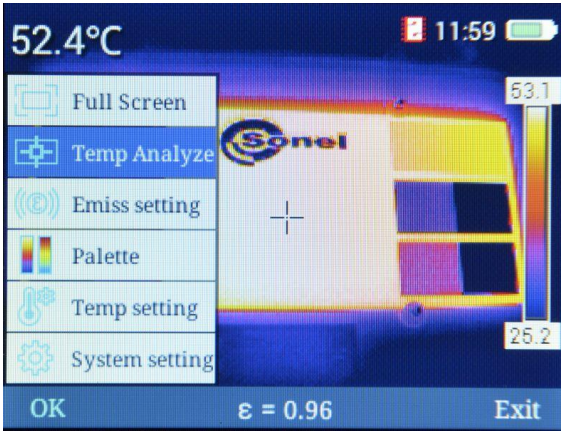 52.4°C
11:59
Full Screen
53.1
Temp Analyze
Sonel
Emiss setting
Palette
Temp setting
System setting
25.2
OK
ε = 0.96
Exit